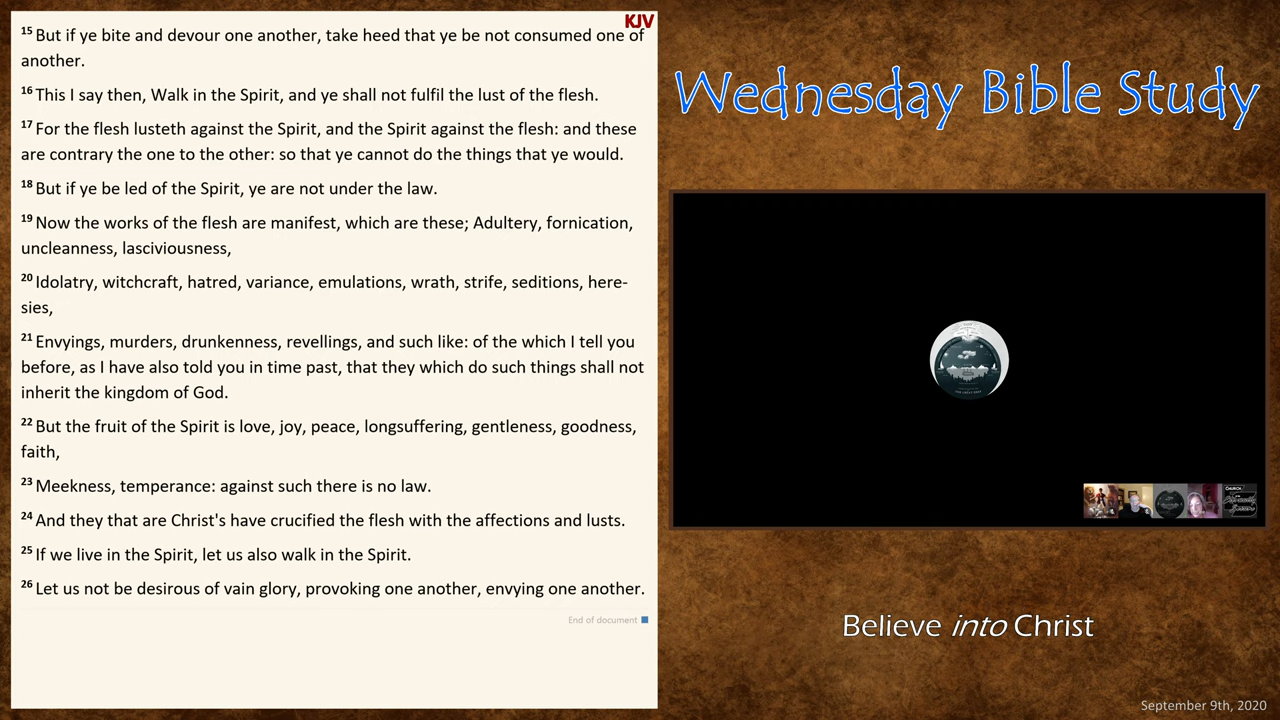 KJV
15 But if ye bite and devour one another, take heed that ye be not consumed one of
another.
16 This I say then, Walk in the Spirit, and ye shall not fulfil the lust of the flesh.
17 For the flesh lusteth against the Spirit, and the Spirit against the flesh: and these
are contrary the one to the other: so that ye cannot do the things that ye would.
18 But if ye be led of the Spirit, ye are not under the law.
19 Now the works of the flesh are manifest, which are these; Adultery, fornication,
uncleanness, lasciviousness,
20 Idolatry, witchcraft, hatred, variance, emulations, wrath, strife, seditions, here-
sies,
21 Envyings, murders, drunkenness, revellings, and such like: of the which I tell you
before, as I have also told you in time past, that they which do such things shall not
inherit the kingdom of God.
22 But the fruit of the Spirit is love, joy, peace, longsuffering, gentleness, goodness,
faith,
23 Meekness, temperance: against such there is no law.
24 And they that are Christ's have crucified the flesh with the affections and lusts.
25 If we live in the Spirit, let us also walk in the Spirit.
26 Let us not be desirous of vain glory, provoking one another, envying one another.
End of document
Wednesday Bible Study
Believe into Christ
September 9th, 2020